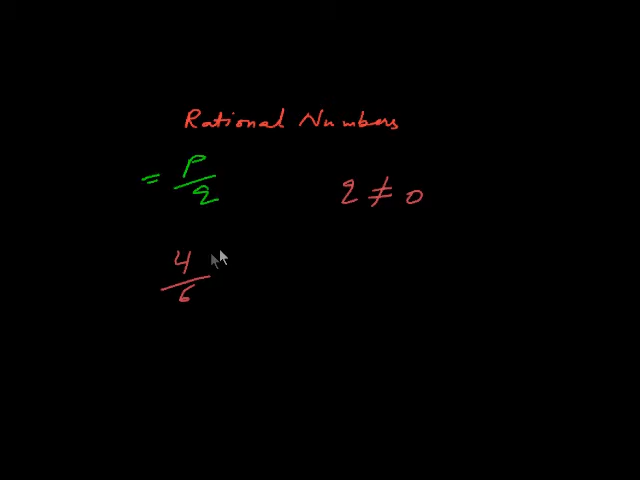 Rational Numbers
= p/q
q ≠ 0
4/6